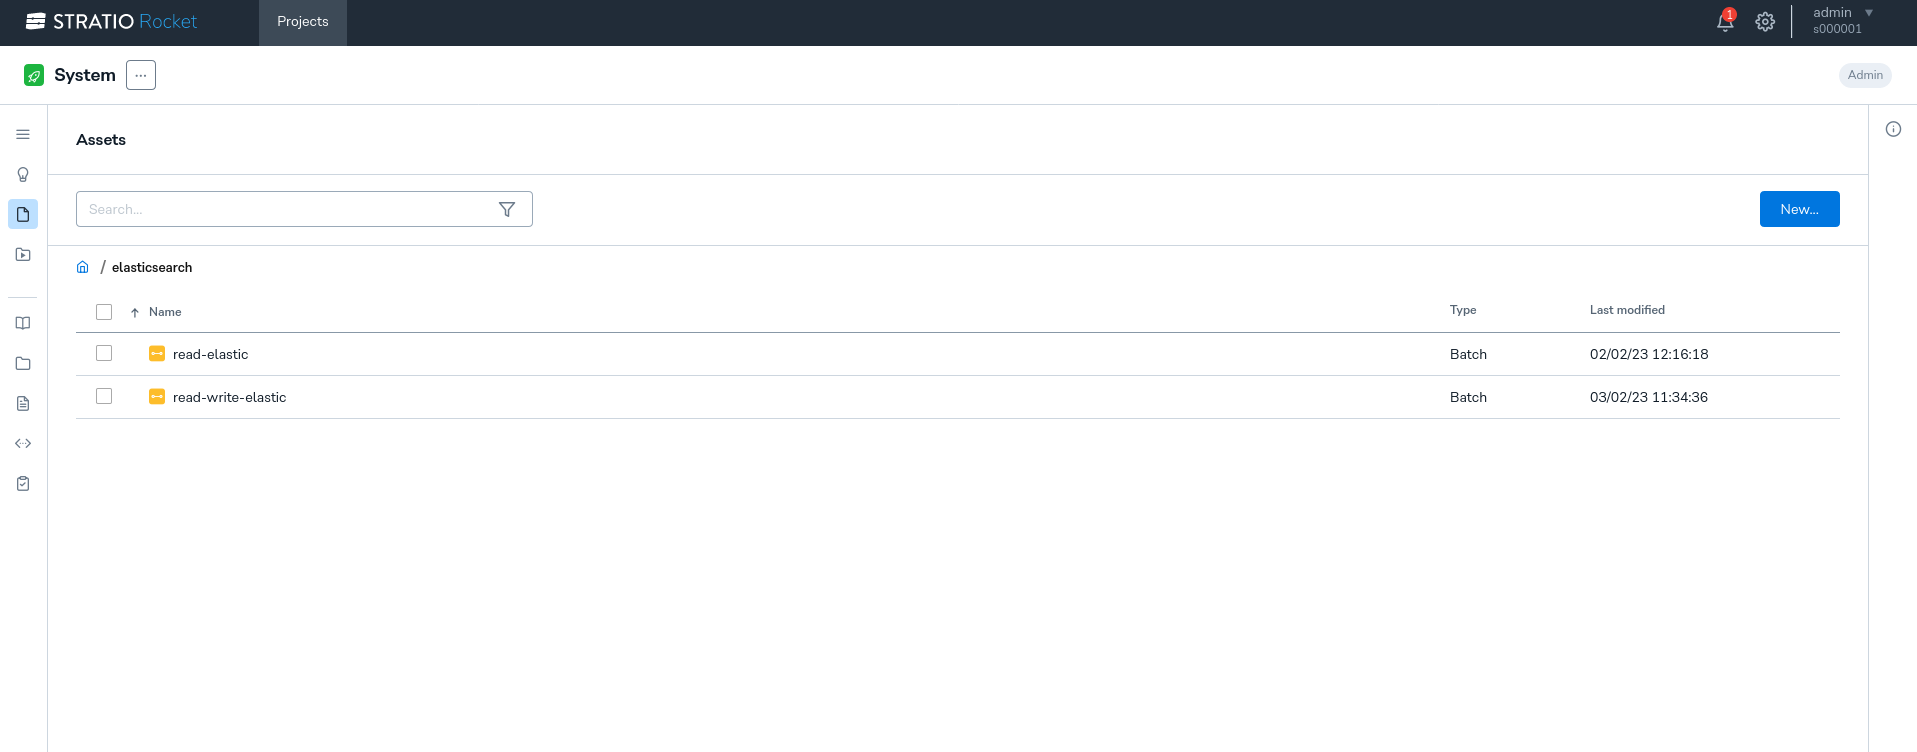 STRATIO Rocket
Projects
1
admin
s000001
System
...
Admin
Assets
Search...
New...
/ elasticsearch
Name
Type
Last modified
read-elastic
Batch
02/02/23 12:16:18
read-write-elastic
Batch
03/02/23 11:34:36